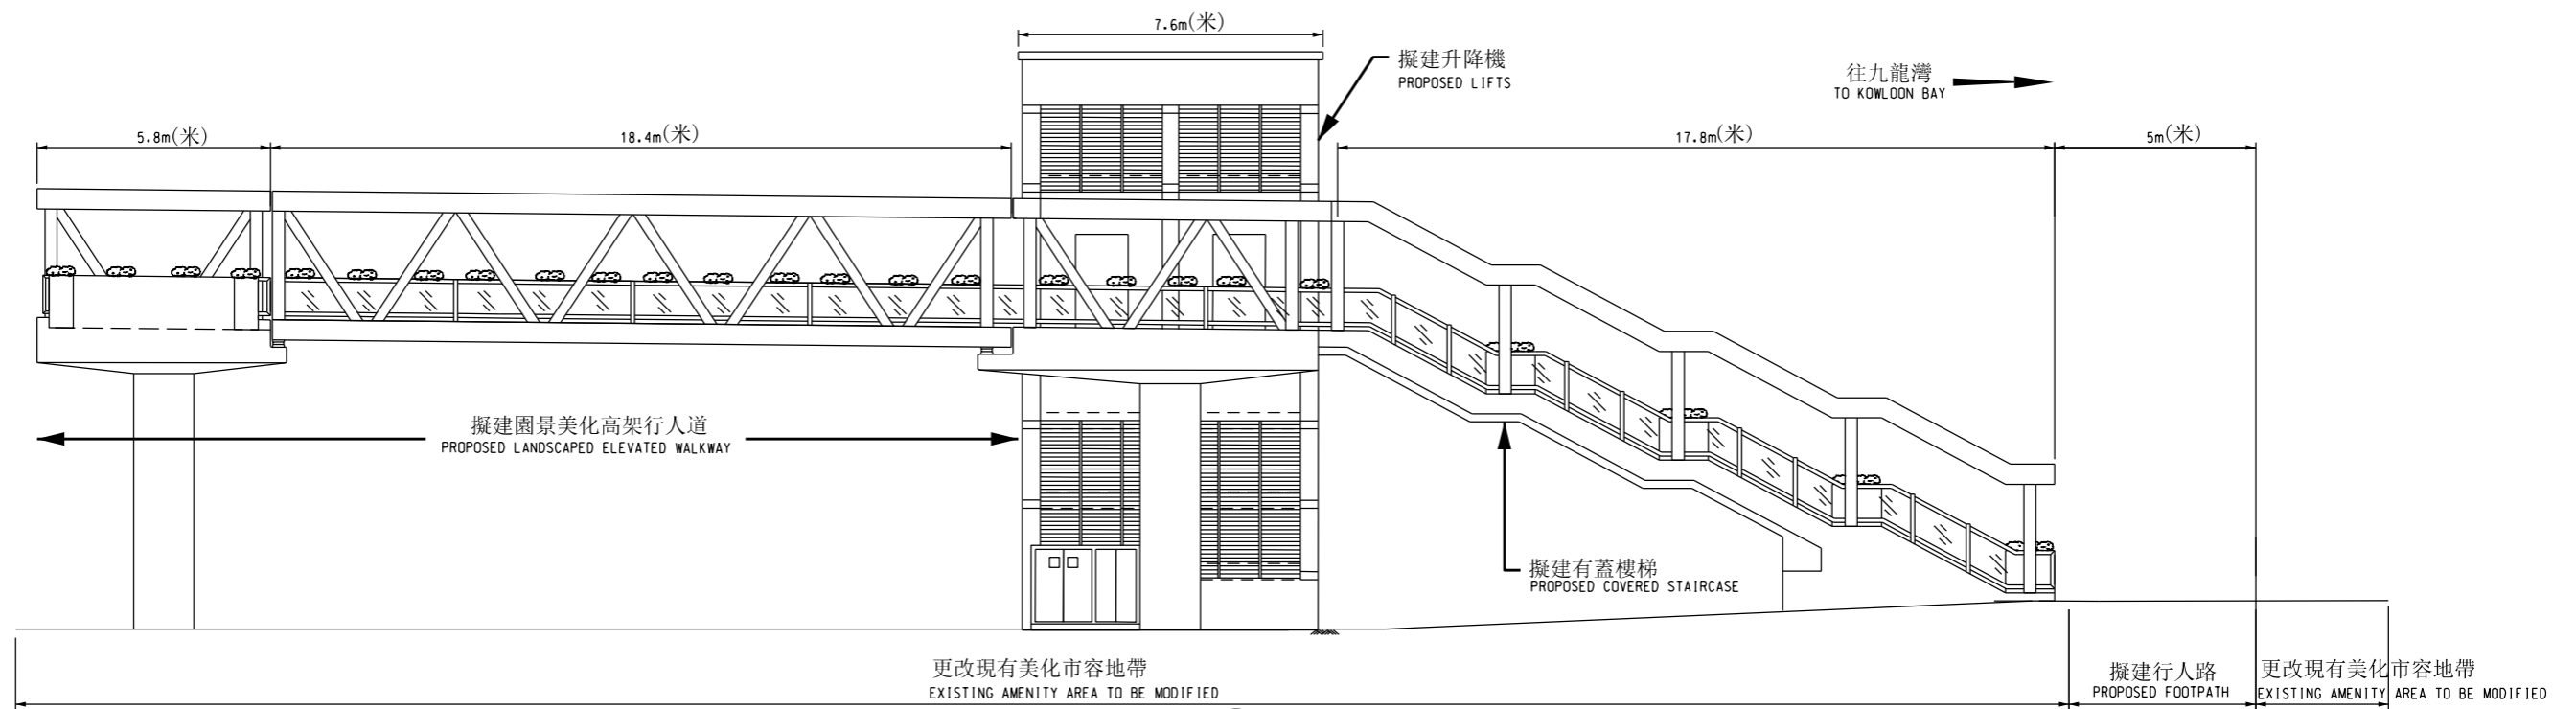 7.6m(米)
擬建升降機
PROPOSED LIFTS
往九龍灣
TO KOWLOON BAY
5.8m(米)
18.4m(米)
17.8m(米)
5m(米)
擬建園景美化高架行人道
PROPOSED LANDSCAPED ELEVATED WALKWAY
擬建有蓋樓梯
PROPOSED COVERED STAIRCASE
更改現有美化市容地帶
EXISTING AMENITY AREA TO BE MODIFIED
擬建行人路
PROPOSED FOOTPATH
更改現有美化市容地帶
EXISTING AMENITY AREA TO BE MODIFIED